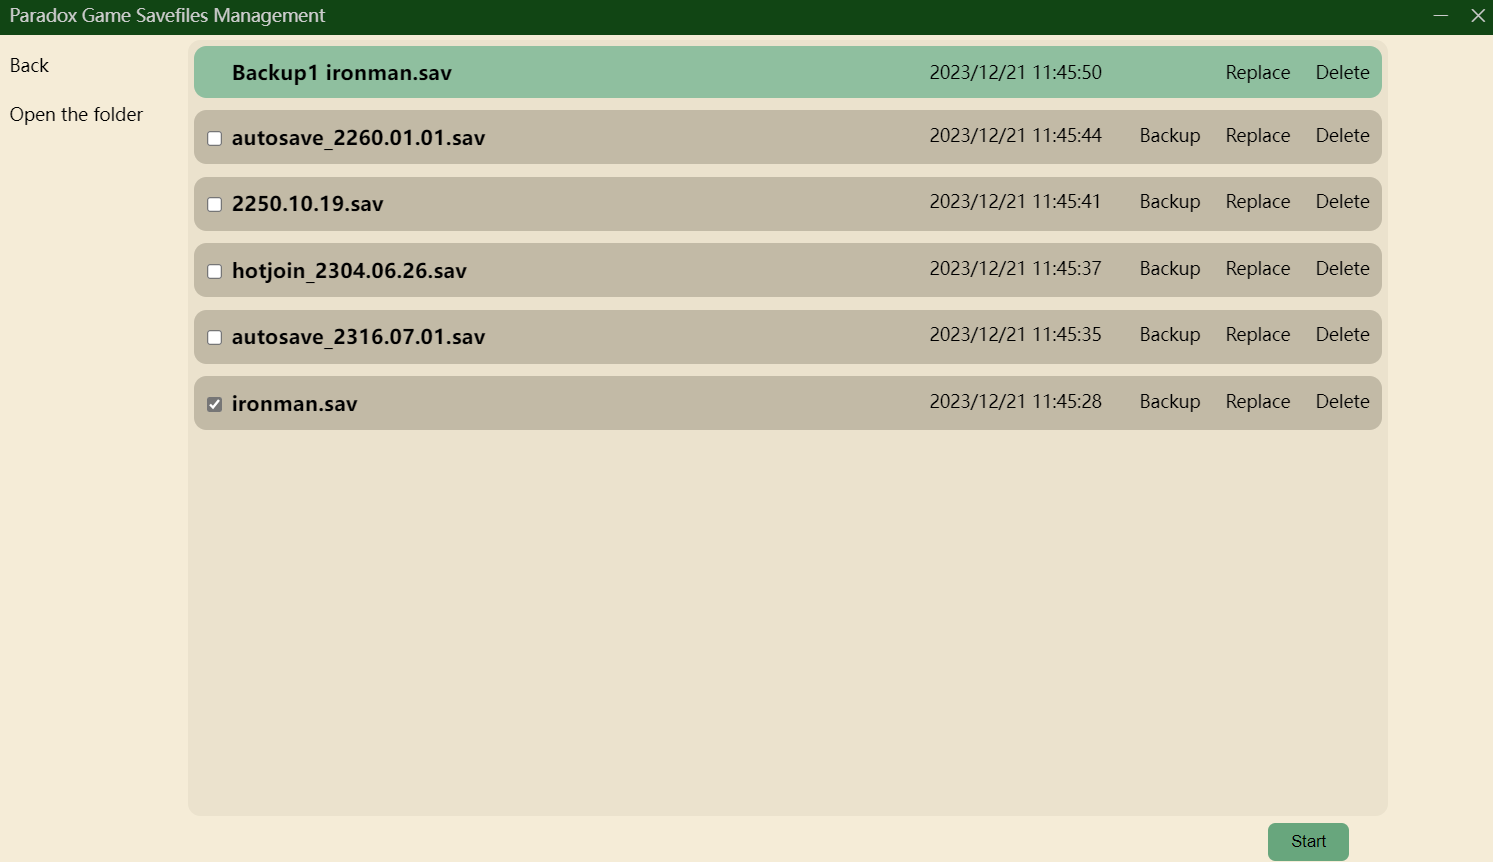 Paradox Game Savefiles Management
Back
Open the folder
Backup1 ironman.sav 2023/12/21 11:45:50 Replace Delete
autosave_2260.01.01.sav 2023/12/21 11:45:44 Backup Replace Delete
2250.10.19.sav 2023/12/21 11:45:41 Backup Replace Delete
hotjoin_2304.06.26.sav 2023/12/21 11:45:37 Backup Replace Delete
autosave_2316.07.01.sav 2023/12/21 11:45:35 Backup Replace Delete
ironman.sav 2023/12/21 11:45:28 Backup Replace Delete
Start